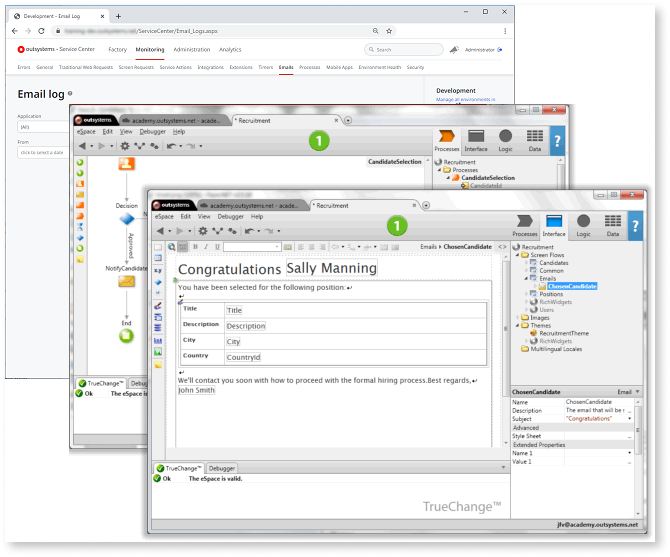 Development - Email Log
/ServiceCenter/Email_Logs.aspx
outsystems - Service Center Factory Monitoring Administration Analytics Search Administrator
Errors General Traditional Web Requests Screen Requests Service Actions Integrations Extensions Timers Emails Processes Mobile Apps Environment Health Security
Email log
Development
Manage all environments in
Application
(All)
From
click to select a date
outsystems academy.outsystems.net - acade... * Recruitment
eSpace Edit View Debugger Help
1
Processes Interface Logic Data ?
CandidateSelection
Recruitment
Processes
CandidateSelection
CandidateId
Decision
Approved
NotifyCandidate
End
TrueChange™ Debug
Ok The eSpace is
outsystems academy.outsystems.net - acade... * Recruitment
eSpace Edit View Debugger Help
1
Processes Interface Logic Data ?
B I U
Emails ▸ ChosenCandidate <>
x.y
list
Congratulations Sally Manning
You have been selected for the following position:
Title Title
Description Description
City City
Country CountryId
We'll contact you soon with how to proceed with the formal hiring process.Best regards,
John Smith
Recruitment
Screen Flows
Candidates
Common
Emails
ChosenCandidate
Positions
RichWidgets
Users
Images
Themes
RecruitmentTheme
RichWidgets
Multilingual Locales
ChosenCandidate Email
Name ChosenCandidate
Description The email that will be r ...
Subject "Congratulations"
Advanced
Style Sheet ...
Extended Properties
Name 1
Value 1 ...
TrueChange™ Debugger
Ok The eSpace is valid.
TrueChange™
jfv@academy.outsystems.net